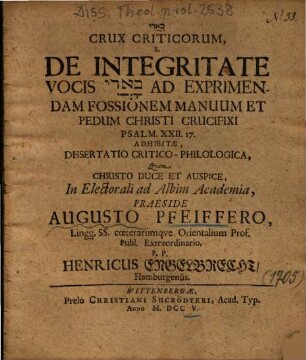 Diss. Theol. prot. 2538
N. 33.
כארי
CRUX CRITICORUM,
S.
DE INTEGRITATE
VOCIS כארי AD EXPRIMEN-
DAM FOSSIONEM MANUUM ET
PEDUM CHRISTI CRUCIFIXI
PSALM. XXII. 17.
ADHIBITÆ,
DISSERTATIO CRITICO-PHILOLOGICA,
Quam
CHRISTO DUCE ET AUSPICE,
In Electorali ad Albim Academia,
PRÆSIDE
AUGUSTO PFEIFFERO,
Lingg. SS. cæterarumqve Orientalium Prof.
Publ. Extraordinario,
P. P.
HENRICUS ENGELBRECHT/
Hamburgensis.
(1705)
WITTENBERGÆ,
Prelo CHRISTIANI SHCRÖDTERI, Acad. Typ.
Anno M. DCC V.